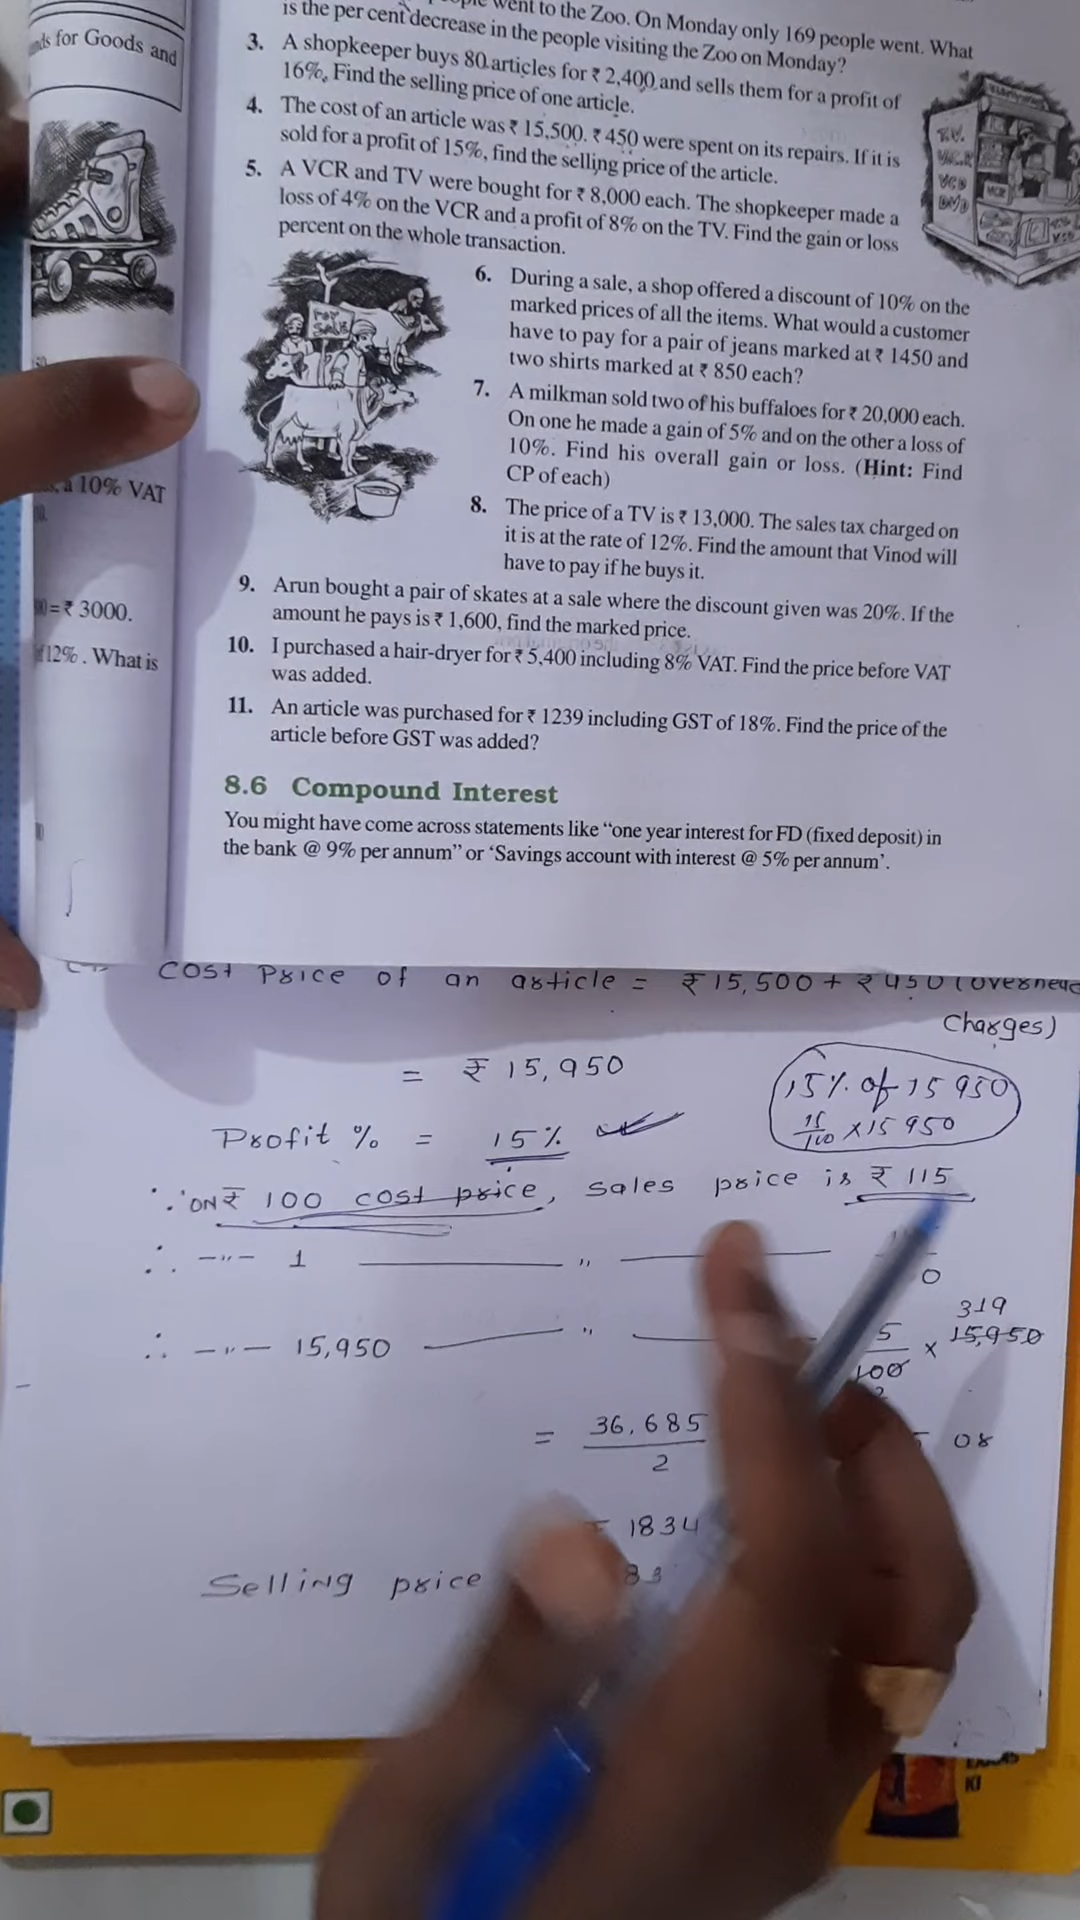 went to the Zoo. On Monday only 169 people went. What
is the per cent decrease in the people visiting the Zoo on Monday?
3. A shopkeeper buys 80 articles for ₹ 2,400 and sells them for a profit of
16%. Find the selling price of one article.
4. The cost of an article was ₹ 15,500. ₹ 450 were spent on its repairs. If it is
sold for a profit of 15%, find the selling price of the article.
5. A VCR and TV were bought for ₹ 8,000 each. The shopkeeper made a
loss of 4% on the VCR and a profit of 8% on the TV. Find the gain or loss
percent on the whole transaction.
6. During a sale, a shop offered a discount of 10% on the
marked prices of all the items. What would a customer
have to pay for a pair of jeans marked at ₹ 1450 and
two shirts marked at ₹ 850 each?
7. A milkman sold two of his buffaloes for ₹ 20,000 each.
On one he made a gain of 5% and on the other a loss of
10%. Find his overall gain or loss. (Hint: Find
CP of each)
8. The price of a TV is ₹ 13,000. The sales tax charged on
it is at the rate of 12%. Find the amount that Vinod will
have to pay if he buys it.
9. Arun bought a pair of skates at a sale where the discount given was 20%. If the
amount he pays is ₹ 1,600, find the marked price.
10. I purchased a hair-dryer for ₹ 5,400 including 8% VAT. Find the price before VAT
was added.
11. An article was purchased for ₹ 1239 including GST of 18%. Find the price of the
article before GST was added?
8.6 Compound Interest
You might have come across statements like “one year interest for FD (fixed deposit) in
the bank @ 9% per annum” or ‘Savings account with interest @ 5% per annum’.
for Goods and
10% VAT
= ₹ 3000.
12% . What is
FOR
SALE
T.V.
VCR
VCD
DVD
Cost Price of an article = ₹ 15,500 + ₹ 450 (Overhead
Charges)
= ₹ 15,950
15% of 15950
15/100 × 15950
Profit % = 15%
∵ ON ₹ 100 cost price, sales price is ₹ 115
∴ —"— 1 — " —
∴ —"— 15,950 — " — 5/100 × 15,950
319
2
= 36,685/2 or
1834
Selling price
KI